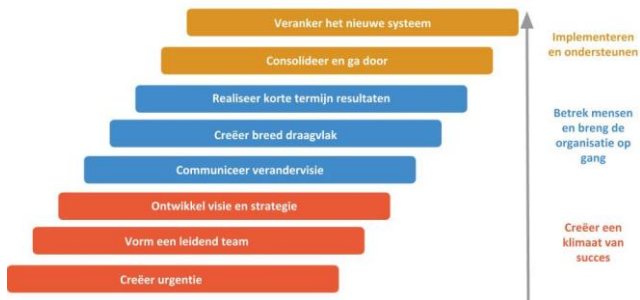 Veranker het nieuwe systeem
Consolideer en ga door
Realiseer korte termijn resultaten
Creëer breed draagvlak
Communiceer verandervisie
Ontwikkel visie en strategie
Vorm een leidend team
Creëer urgentie
Implementeren
en ondersteunen
Betrek mensen
en breng de
organisatie op
gang
Creëer een
klimaat van
succes